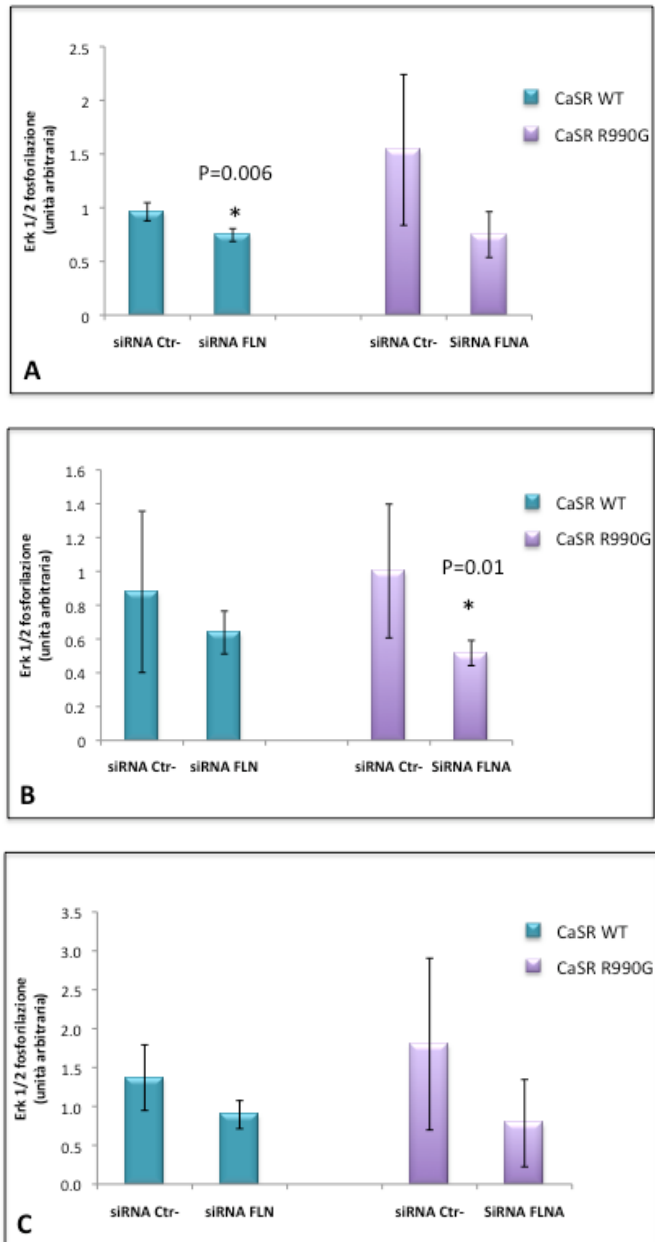 2.5
2
1.5
1
0.5
0
Erk 1/2 fosforilazione
(unità arbitraria)
P=0.006
*
CaSR WT
CaSR R990G
siRNA Ctr-
siRNA FLN
siRNA Ctr-
SiRNA FLNA
A
1.6
1.4
1.2
1
0.8
0.6
0.4
0.2
0
Erk 1/2 fosforilazione
(unità arbitraria)
CaSR WT
CaSR R990G
P=0.01
*
siRNA Ctr-
siRNA FLN
siRNA Ctr-
SiRNA FLNA
B
3.5
3.0
2.5
2.0
1.5
1.0
0.5
0.0
Erk 1/2 fosforilazione
(unità arbitraria)
CaSR WT
CaSR R990G
siRNA Ctr-
siRNA FLN
siRNA Ctr-
SiRNA FLNA
C